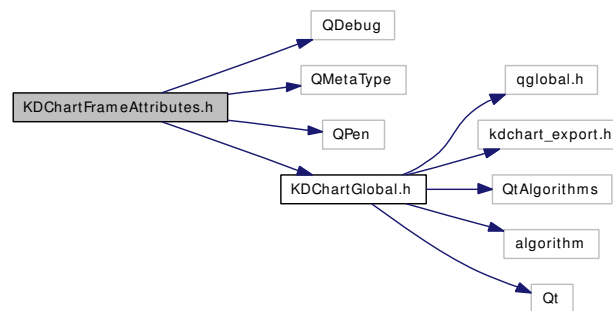 QDebug
KDChartFrameAttributes.h
QMetaType
qglobal.h
QPen
kdchart_export.h
KDChartGlobal.h
QtAlgorithms
algorithm
Qt